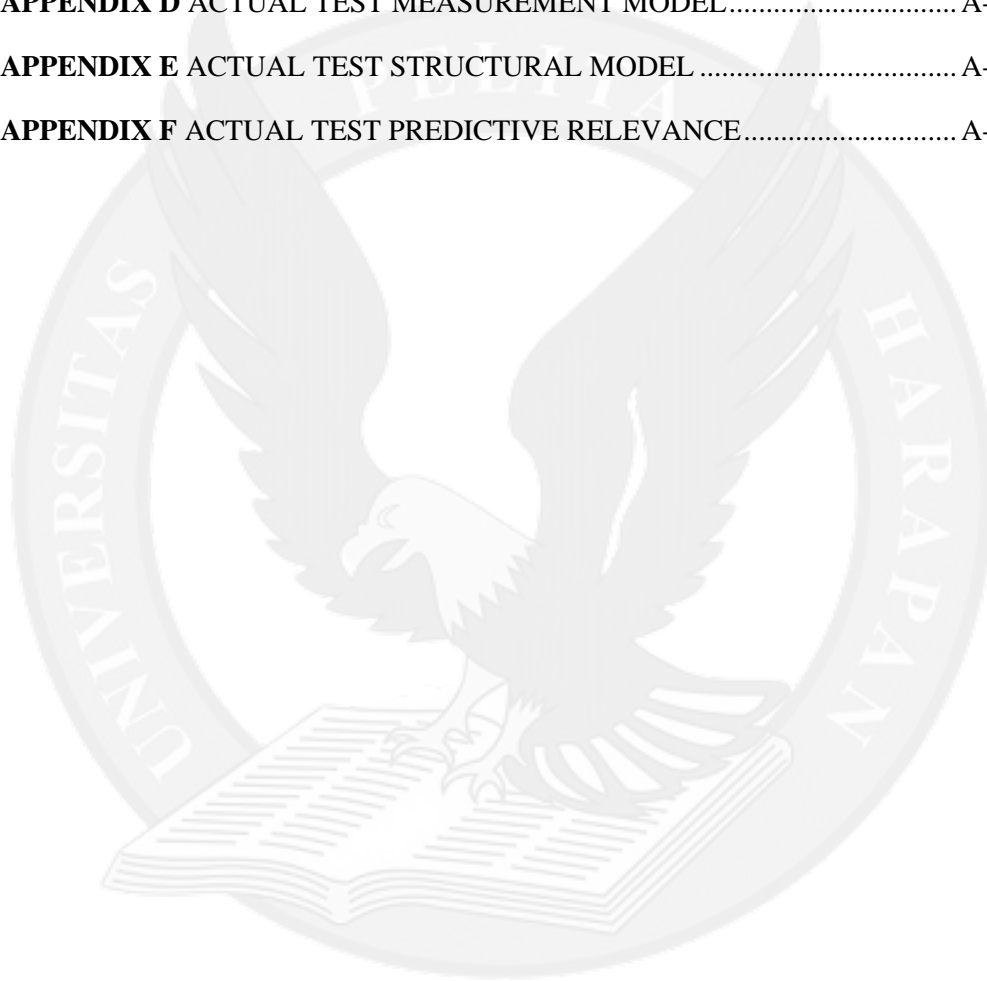 APPENDIX D ACTUAL TEST MEASUREMENT MODEL............................ A-
APPENDIX E ACTUAL TEST STRUCTURAL MODEL ................................ A-
APPENDIX F ACTUAL TEST PREDICTIVE RELEVANCE.......................... A-
UNIVERSITAS PELITA HARAPAN